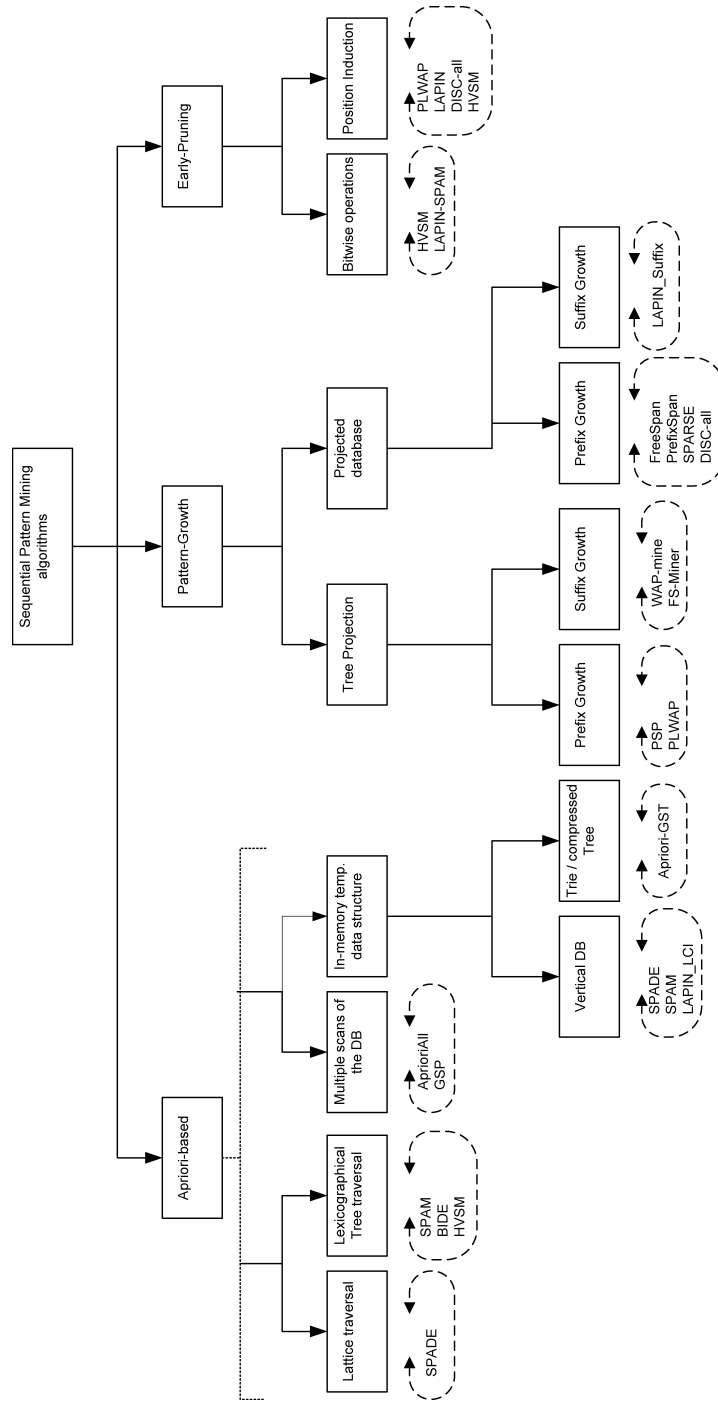 Sequential Pattern Mining
algorithms
Apriori-based
Pattern-Growth
Early-Pruning
Lattice traversal
Lexicographical
Tree traversal
Multiple scans of
the DB
In-memory temp.
data structure
Tree Projection
Projected
database
Bitwise operations
Position Induction
SPADE
SPAM
BIDE
HVSM
AprioriAll
GSP
HVSM
LAPIN-SPAM
PLWAP
LAPIN
DISC-all
HVSM
Vertical DB
Trie / compressed
Tree
Prefix Growth
Suffix Growth
Prefix Growth
Suffix Growth
SPADE
SPAM
LAPIN_LCI
Apriori-GST
PSP
PLWAP
WAP-mine
FS-Miner
FreeSpan
PrefixSpan
SPARSE
DISC-all
LAPIN_Suffix